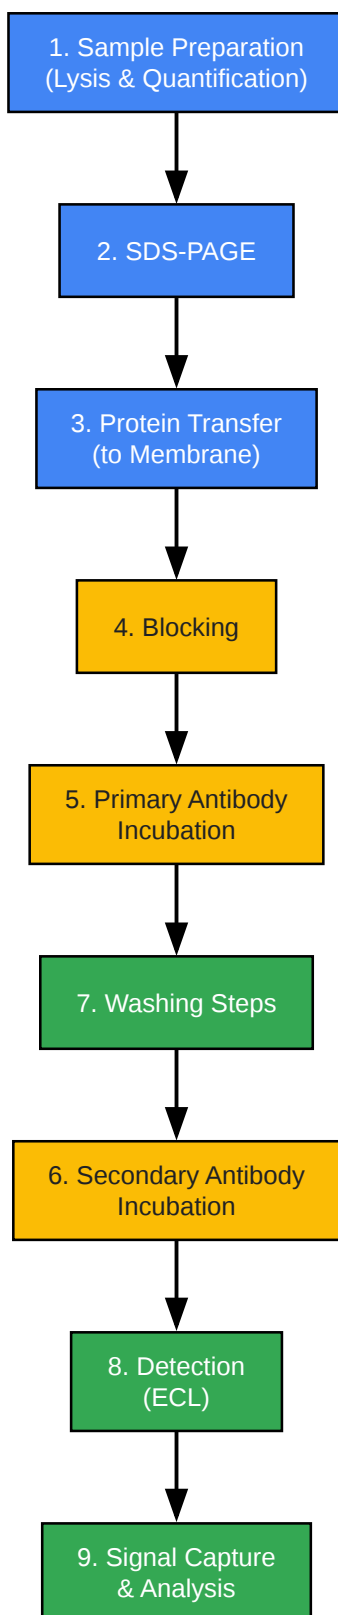 1. Sample Preparation
(Lysis & Quantification)
2. SDS-PAGE
3. Protein Transfer
(to Membrane)
4. Blocking
5. Primary Antibody
Incubation
7. Washing Steps
6. Secondary Antibody
Incubation
8. Detection
(ECL)
9. Signal Capture
& Analysis